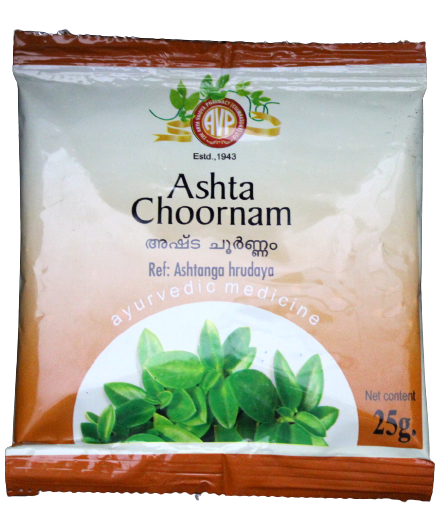 AVP
Estd.,1943
Ashta
Choornam
അഷ്ട ചൂർണ്ണം
Ref: Ashtanga hrudaya
ayurvedic medicine
Net content
25g.